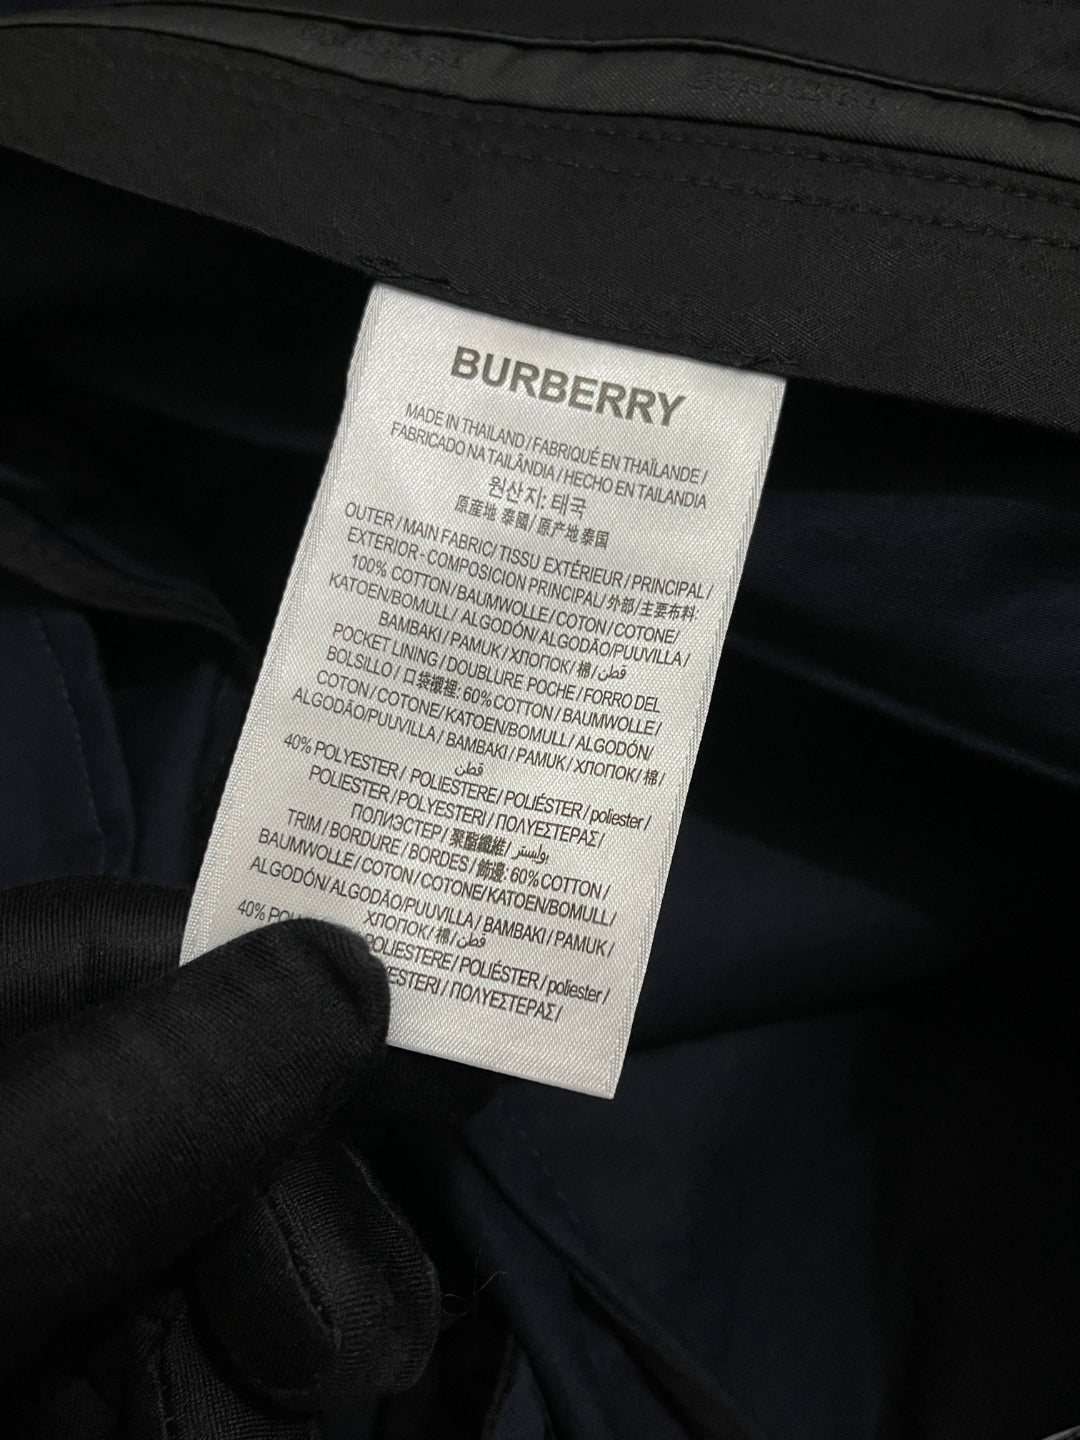 BURBERRY
MADE IN THAILAND / FABRIQUÉ EN THAÏLANDE /
FABRICADO NA TAILÂNDIA / HECHO EN TAILANDIA
원산지: 태국
原産地 泰國 / 原产地 泰国
OUTER / MAIN FABRIC / TISSU EXTÉRIEUR / PRINCIPAL /
EXTERIOR - COMPOSICION PRINCIPAL / 外部 / 主要布料:
100% COTTON / BAUMWOLLE / COTON / COTONE /
KATOEN/BOMULL / ALGODÓN/ALGODÃO/PUUVILLA /
BAMBAKI / PAMUK / ХЛОПОК / 棉 / قطن /
POCKET LINING / DOUBLURE POCHE / FORRO DEL
BOLSILLO / 口袋襯裡: 60% COTTON / BAUMWOLLE /
COTON / COTONE / KATOEN/BOMULL / ALGODÓN/
ALGODÃO/PUUVILLA / BAMBAKI / PAMUK / ХЛОПОК / 棉 /
قطن
40% POLYESTER / POLIESTERE / POLIÉSTER / poliester /
POLIESTER / POLYESTERI / ΠΟΛΥΕΣΤΕΡΑΣ/
ПОЛИЭСТЕР / 聚酯纖維 / بوليستر /
TRIM / BORDURE / BORDES / 飾邊: 60% COTTON /
BAUMWOLLE / COTON / COTONE/ KATOEN/BOMULL /
ALGODÓN/ ALGODÃO/PUUVILLA / BAMBAKI / PAMUK /
ХЛОПОК / 棉 / قطن
40% POLIESTERE / POLIÉSTER / poliester /
ΠΟΛΥΕΣΤΕΡΑΣ/